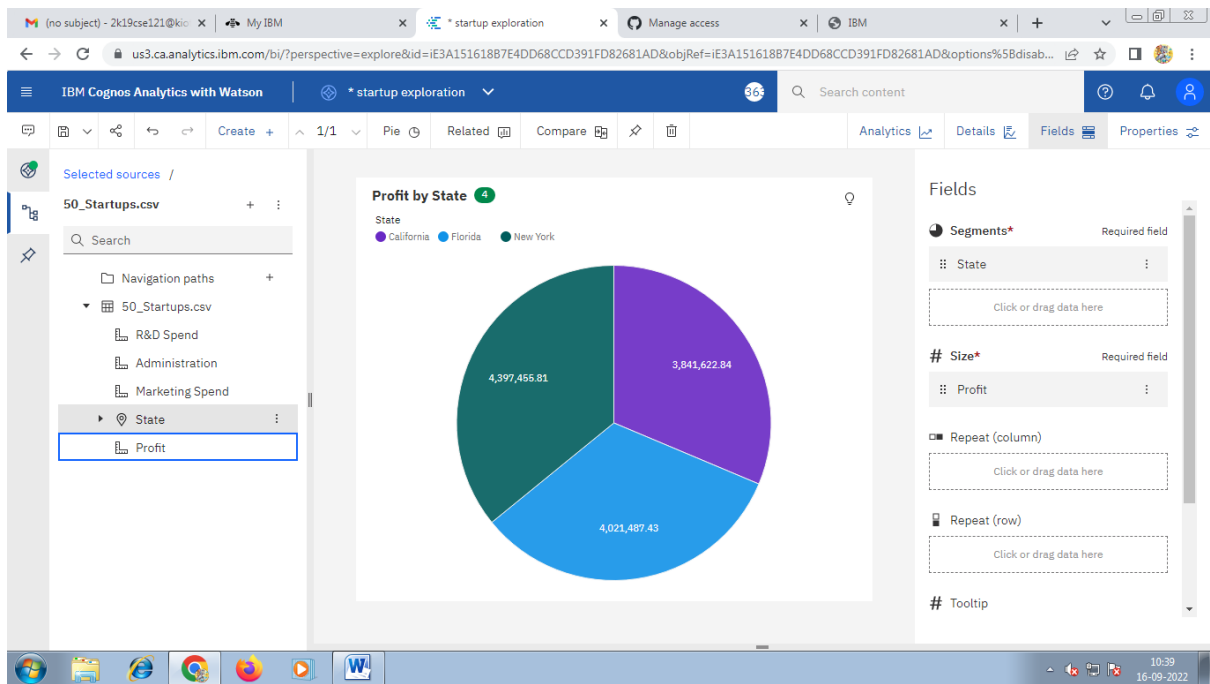 (no subject) - 2k19cse121@kio
My IBM
* startup exploration
Manage access
IBM
us3.ca.analytics.ibm.com/bi/?perspective=explore&id=iE3A151618B7E4DD68CCD391FD82681AD&objRef=iE3A151618B7E4DD68CCD391FD82681AD&options%5Bdisab...
IBM Cognos Analytics with Watson
* startup exploration
363
Search content
Create +
1/1
Pie
Related
Compare
Analytics
Details
Fields
Properties
Selected sources /
50_Startups.csv
Search
Navigation paths
50_Startups.csv
R&D Spend
Administration
Marketing Spend
State
Profit
Profit by State 4
State
California Florida New York
4,397,455.81
3,841,622.84
4,021,487.43
Fields
Segments* Required field
State
Click or drag data here
# Size* Required field
Profit
Repeat (column)
Click or drag data here
Repeat (row)
Click or drag data here
# Tooltip
10:39
16-09-2022